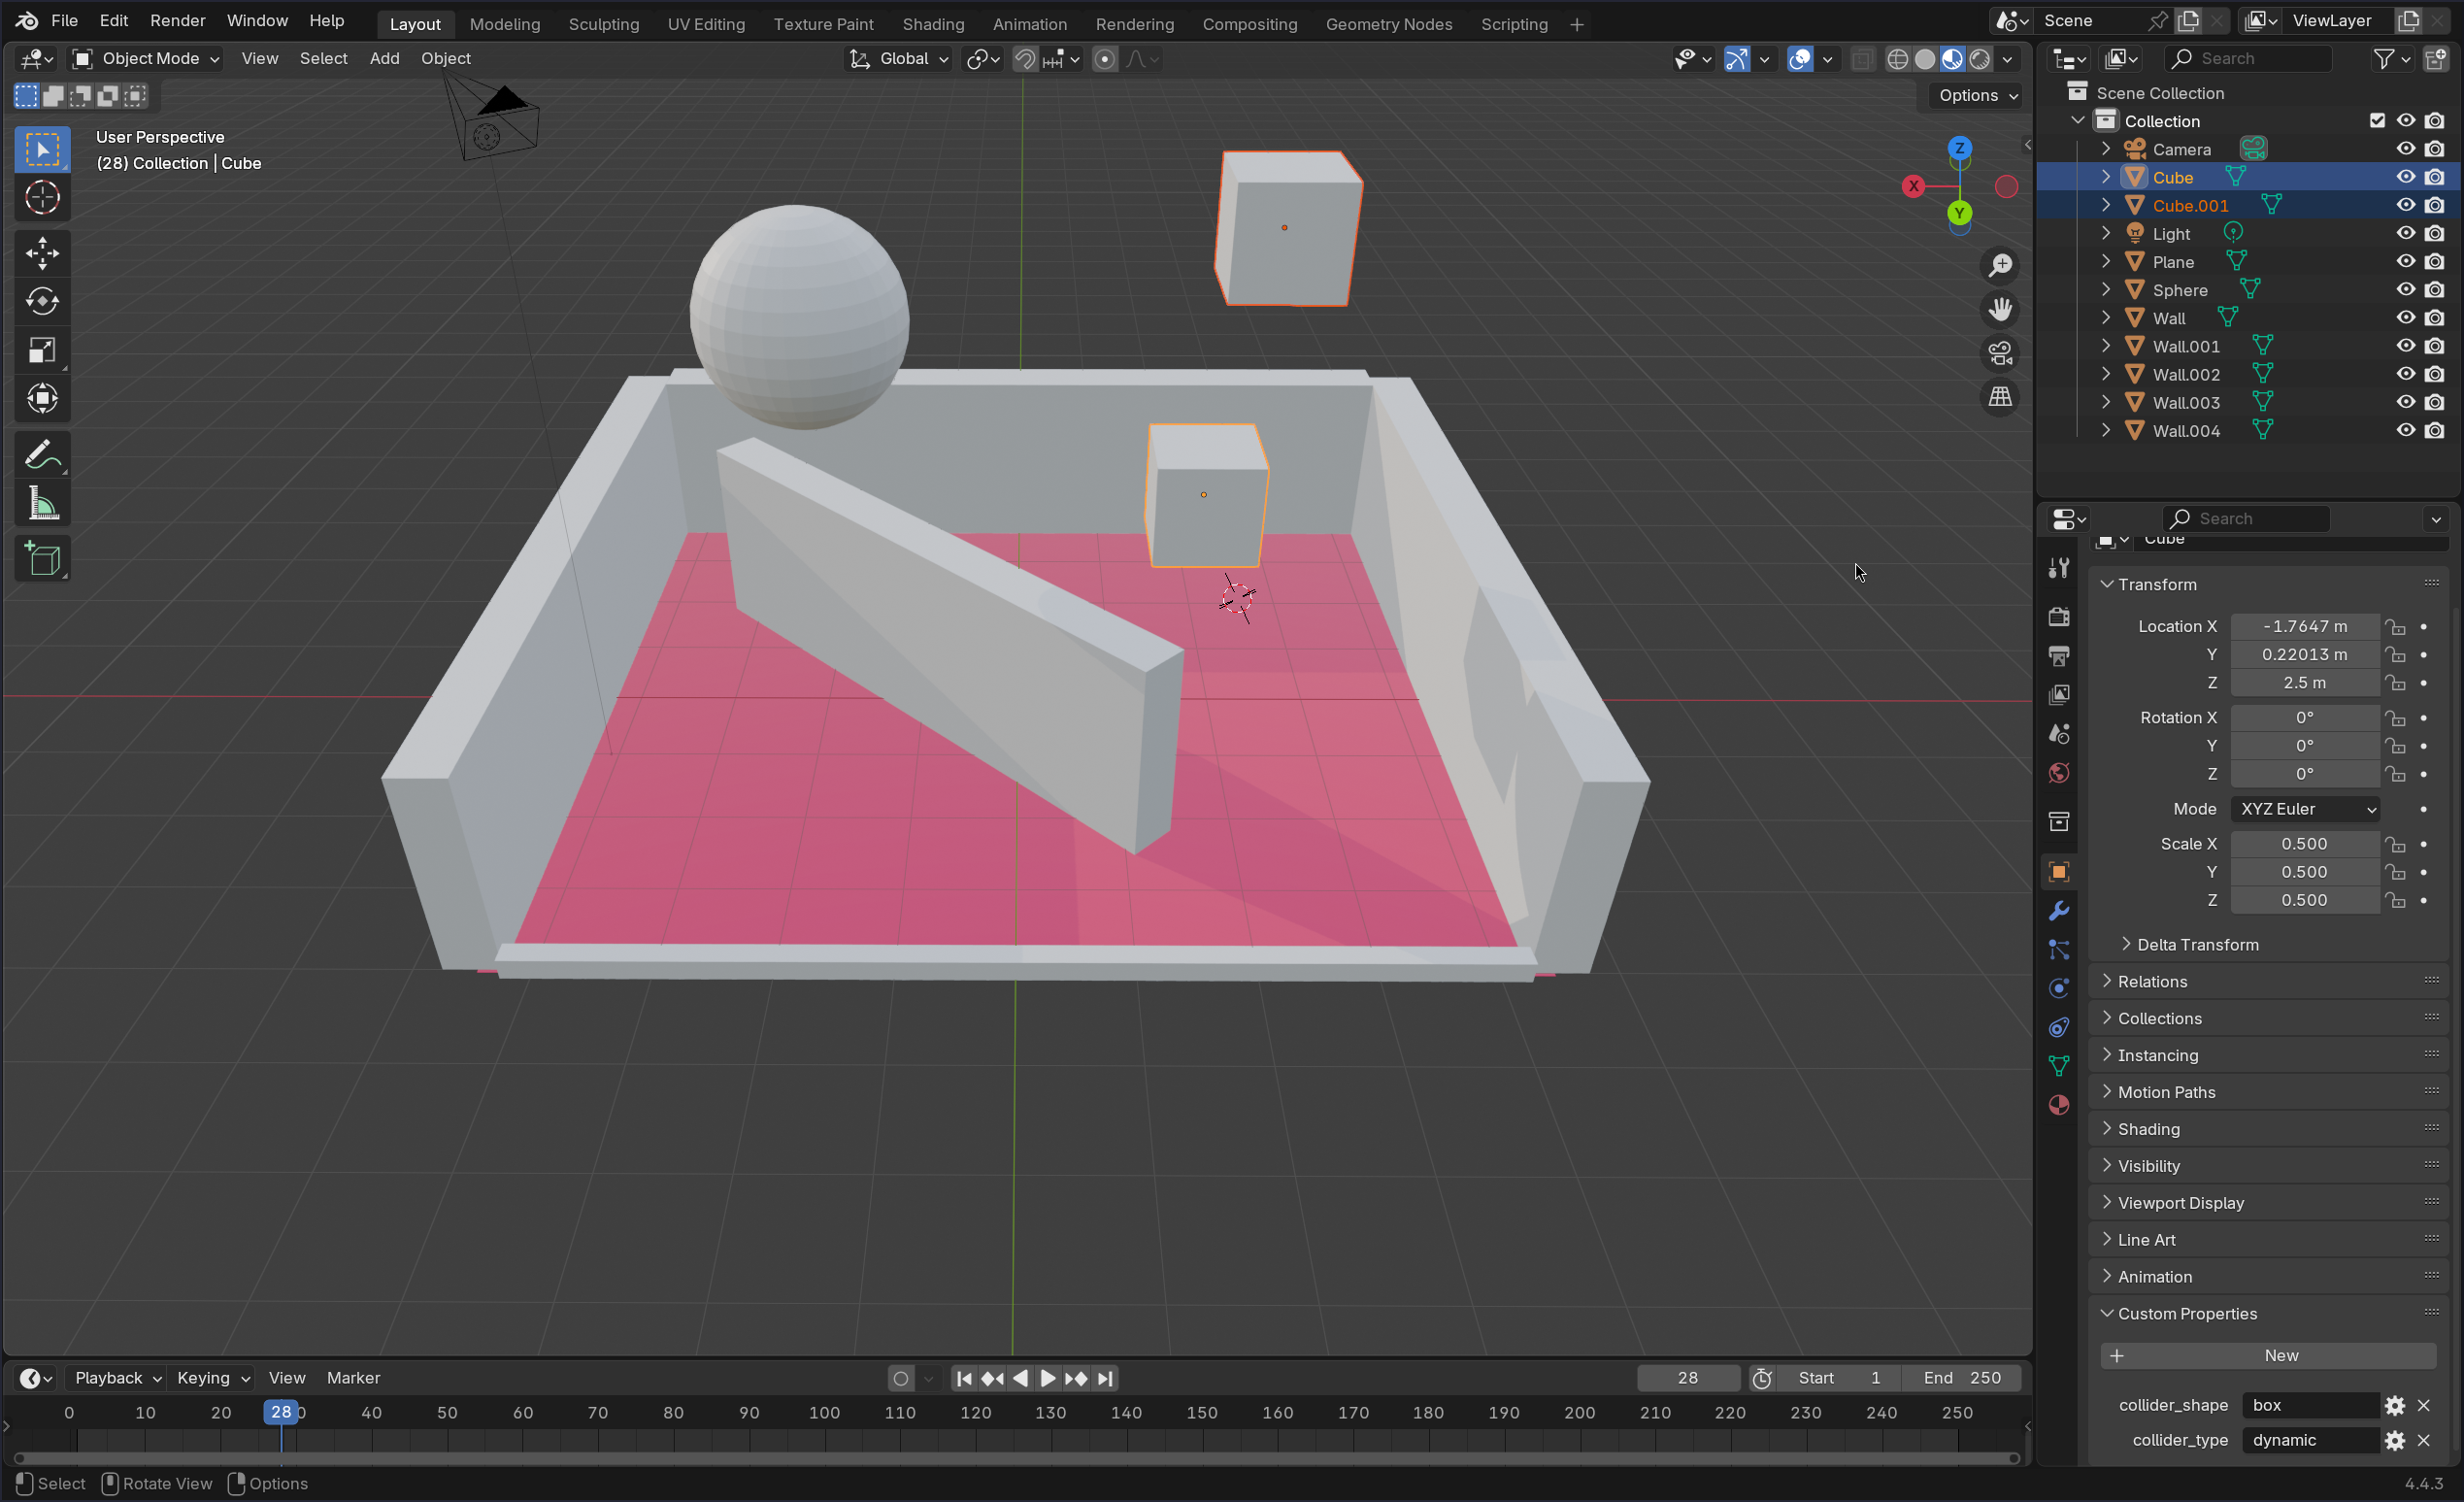 File Edit Render Window Help Layout Modeling Sculpting UV Editing Texture Paint Shading Animation Rendering Compositing Geometry Nodes Scripting Scene ViewLayer
Object Mode View Select Add Object Global Search
Options
User Perspective
(28) Collection | Cube
Z
X
Y
Scene Collection
Collection
Camera
Cube
Cube.001
Light
Plane
Sphere
Wall
Wall.001
Wall.002
Wall.003
Wall.004
Search
Cube
Transform
Location X -1.7647 m
Y 0.22013 m
Z 2.5 m
Rotation X 0°
Y 0°
Z 0°
Mode XYZ Euler
Scale X 0.500
Y 0.500
Z 0.500
Delta Transform
Relations
Collections
Instancing
Motion Paths
Shading
Visibility
Viewport Display
Line Art
Animation
Custom Properties
New
collider_shape box
collider_type dynamic
Playback Keying View Marker 28 Start 1 End 250
0 10 20 28 0 40 50 60 70 80 90 100 110 120 130 140 150 160 170 180 190 200 210 220 230 240 250
Select Rotate View Options 4.4.3